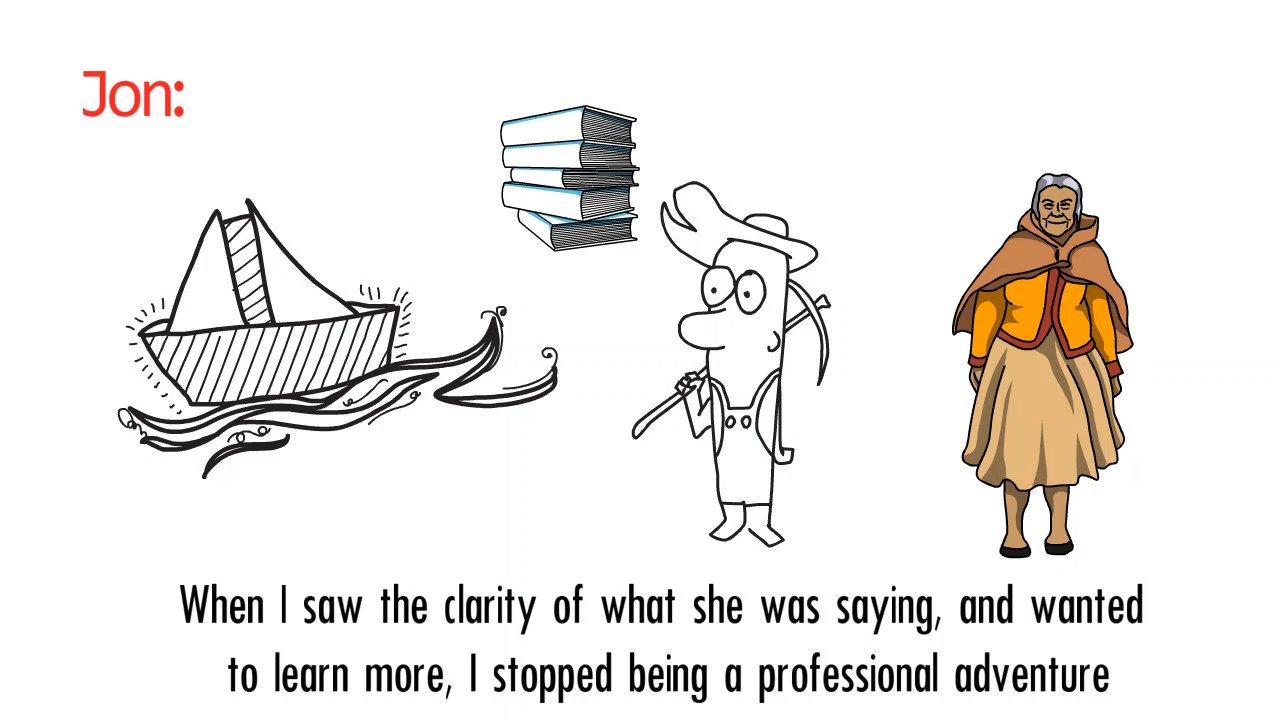 Jon:
When I saw the clarity of what she was saying, and wanted
to learn more, I stopped being a professional adventure